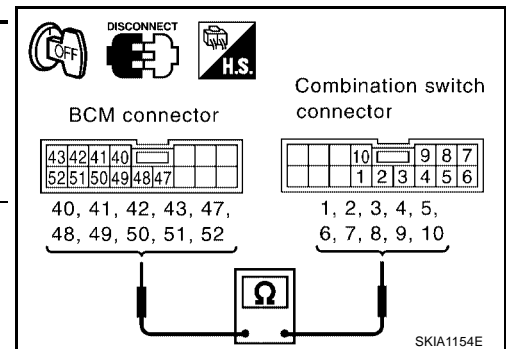 DISCONNECT
OFF
H.S.
Combination switch
connector
BCM connector
43 42 41 40
52 51 50 49 48 47
10 9 8 7
1 2 3 4 5 6
40, 41, 42, 43, 47,
48, 49, 50, 51, 52
1, 2, 3, 4, 5,
6, 7, 8, 9, 10
Ω
SKIA1154E